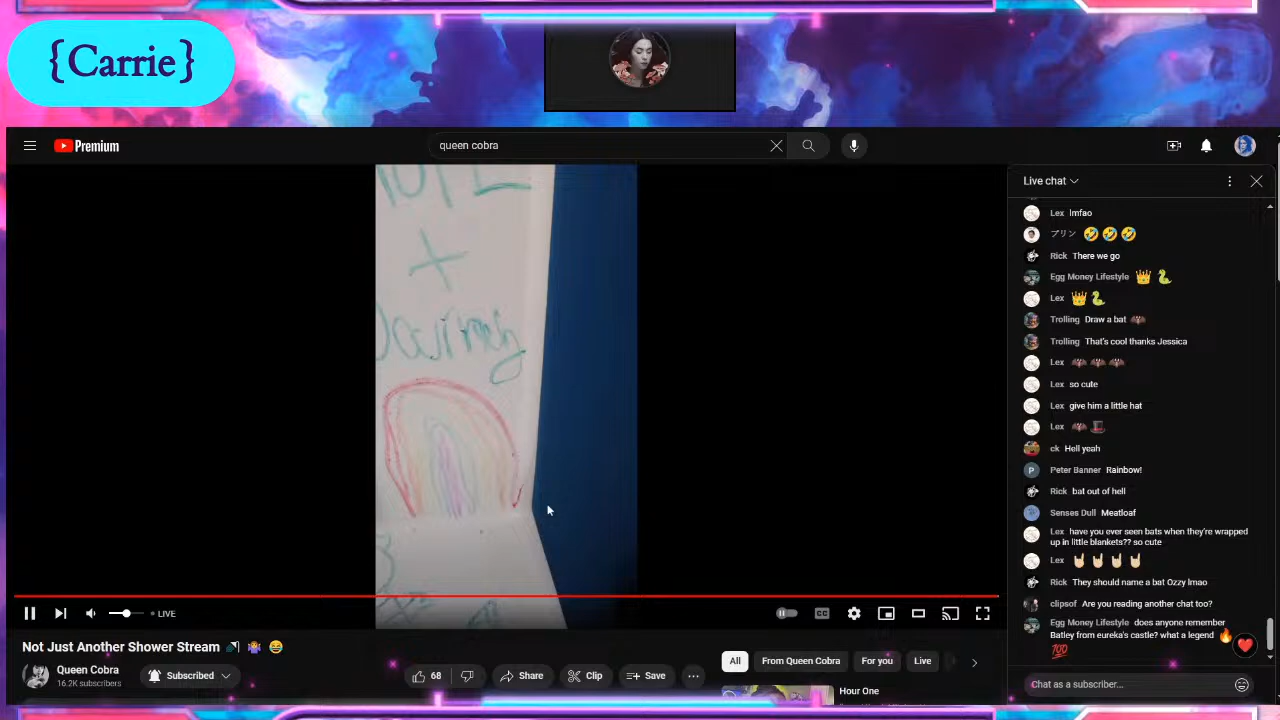 {Carrie}
Premium
queen cobra
+
Live chat
Lex lmfao
プリン 🤣🤣🤣
Rick There we go
Egg Money Lifestyle 👑 🐍
Lex 👑 🐍
Trolling Draw a bat 🦇
Trolling That's cool thanks Jessica
Lex 🦇 🦇 🦇
Lex so cute
Lex give him a little hat
Lex 🦇 🎩
ck Hell yeah
P Peter Banner Rainbow!
Rick bat out of hell
Senses Dull Meatloaf
Lex have you ever seen bats when they're wrapped
up in little blankets?? so cute
Lex 🤘🏻 🤘🏻 🤘🏻 🤘🏻
Rick They should name a bat Ozzy lmao
clipsof Are you reading another chat too?
Egg Money Lifestyle does anyone remember
Batley from eureka's castle? what a legend 🔥
💯
Chat as a subscriber...
LIVE
CC
Not Just Another Shower Stream 🚿 🤷‍♀️ 😂
Queen Cobra
16.2K subscribers
Subscribed
68
Share
Clip
Save
All
From Queen Cobra
For you
Live
Hour One